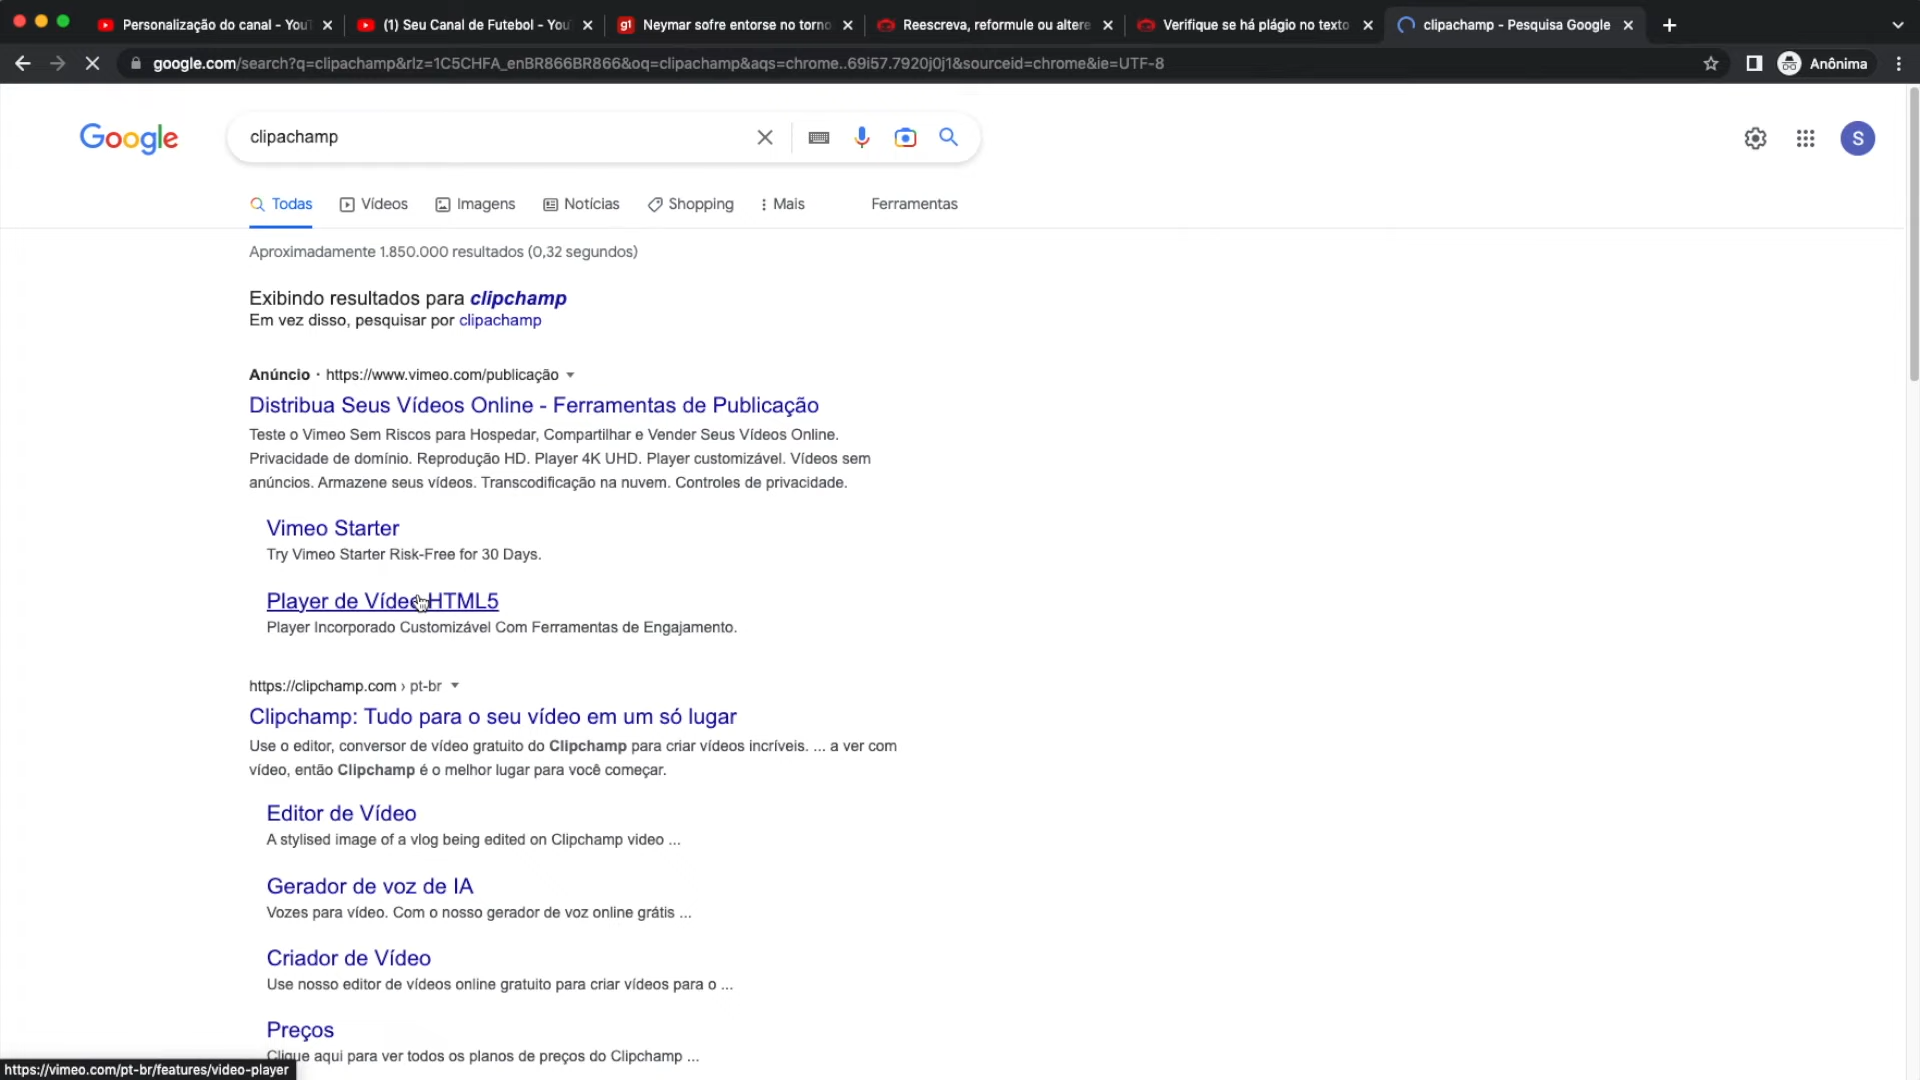 Personalização do canal - YouT
(1) Seu Canal de Futebol - You
g1 Neymar sofre entorse no torno
Reescreva, reformule ou altere
Verifique se há plágio no texto
clipachamp - Pesquisa Google
google.com/search?q=clipachamp&rlz=1C5CHFA_enBR866BR866&oq=clipachamp&aqs=chrome..69i57.7920j0j1&sourceid=chrome&ie=UTF-8
Anônima
Google
clipachamp
S
Todas
Vídeos
Imagens
Notícias
Shopping
Mais
Ferramentas
Aproximadamente 1.850.000 resultados (0,32 segundos)
Exibindo resultados para clipchamp
Em vez disso, pesquisar por clipachamp
Anúncio · https://www.vimeo.com/publicação
Distribua Seus Vídeos Online - Ferramentas de Publicação
Teste o Vimeo Sem Riscos para Hospedar, Compartilhar e Vender Seus Vídeos Online.
Privacidade de domínio. Reprodução HD. Player 4K UHD. Player customizável. Vídeos sem
anúncios. Armazene seus vídeos. Transcodificação na nuvem. Controles de privacidade.
Vimeo Starter
Try Vimeo Starter Risk-Free for 30 Days.
Player de Vídeo HTML5
Player Incorporado Customizável Com Ferramentas de Engajamento.
https://clipchamp.com › pt-br
Clipchamp: Tudo para o seu vídeo em um só lugar
Use o editor, conversor de vídeo gratuito do Clipchamp para criar vídeos incríveis. ... a ver com
vídeo, então Clipchamp é o melhor lugar para você começar.
Editor de Vídeo
A stylised image of a vlog being edited on Clipchamp video ...
Gerador de voz de IA
Vozes para vídeo. Com o nosso gerador de voz online grátis ...
Criador de Vídeo
Use nosso editor de vídeos online gratuito para criar vídeos para o ...
Preços
Clique aqui para ver todos os planos de preços do Clipchamp ...
https://vimeo.com/pt-br/features/video-player